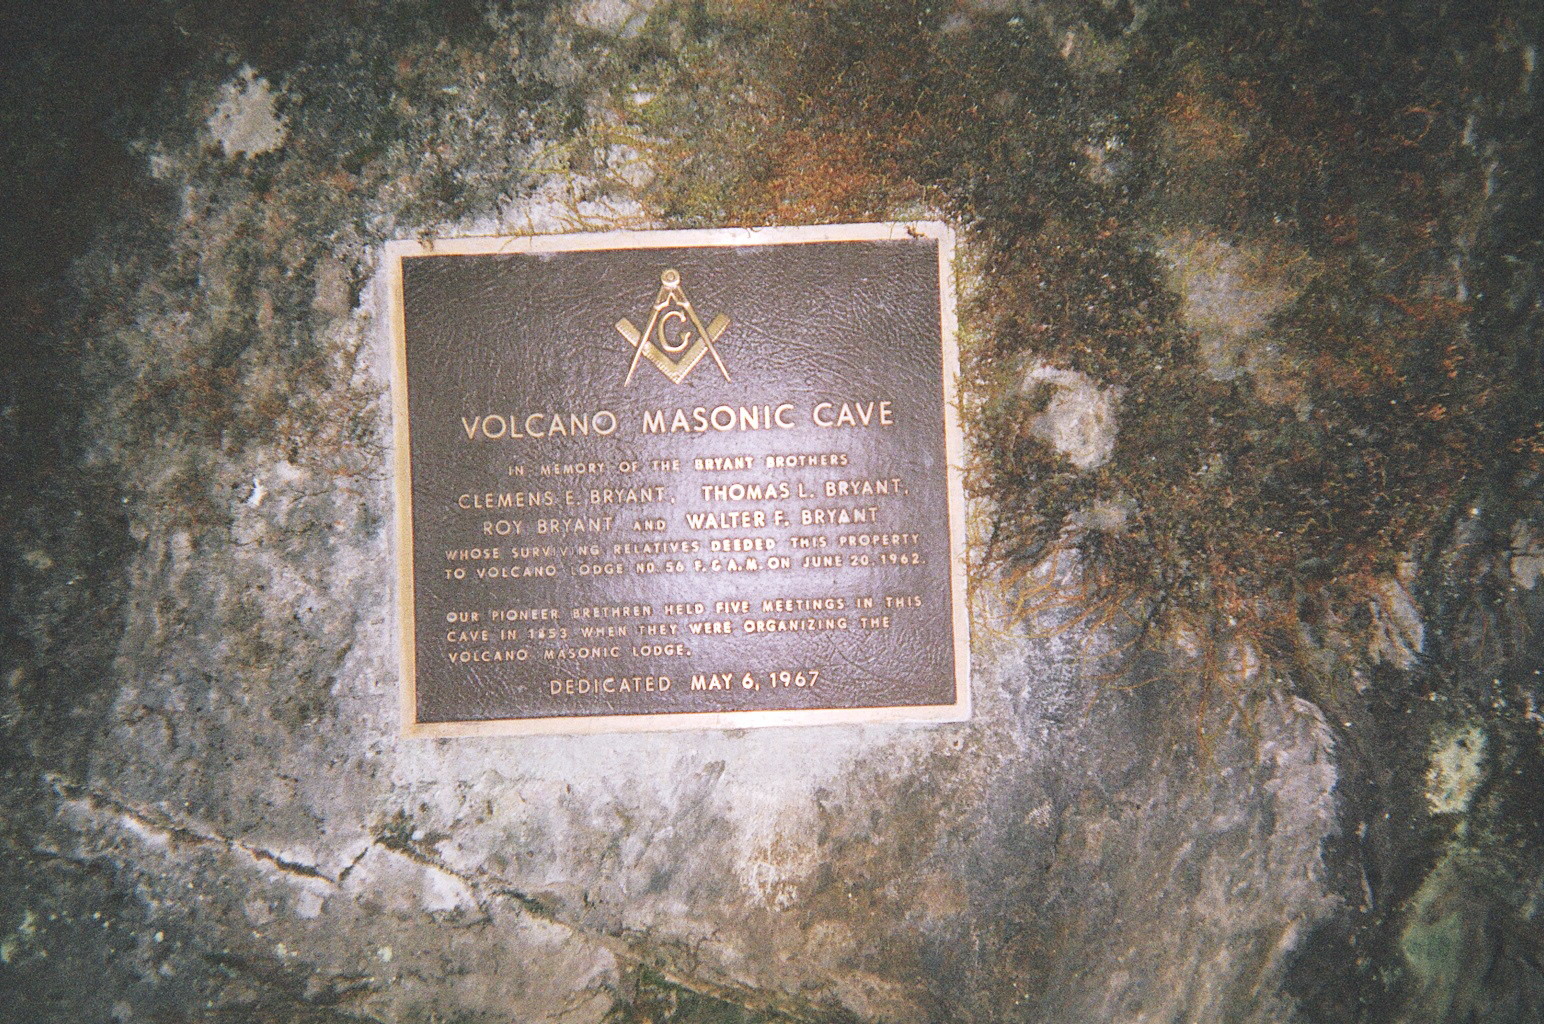 G
VOLCANO MASONIC CAVE
IN MEMORY OF THE BRYANT BROTHERS
CLEMENS E. BRYANT, THOMAS L. BRYANT,
ROY BRYANT AND WALTER F. BRYANT
WHOSE SURVIVING RELATIVES DEEDED THIS PROPERTY
TO VOLCANO LODGE NO. 56 F. & A.M. ON JUNE 20, 1962.
OUR PIONEER BRETHREN HELD FIVE MEETINGS IN THIS
CAVE IN 1853 WHEN THEY WERE ORGANIZING THE
VOLCANO MASONIC LODGE.
DEDICATED MAY 6, 1967